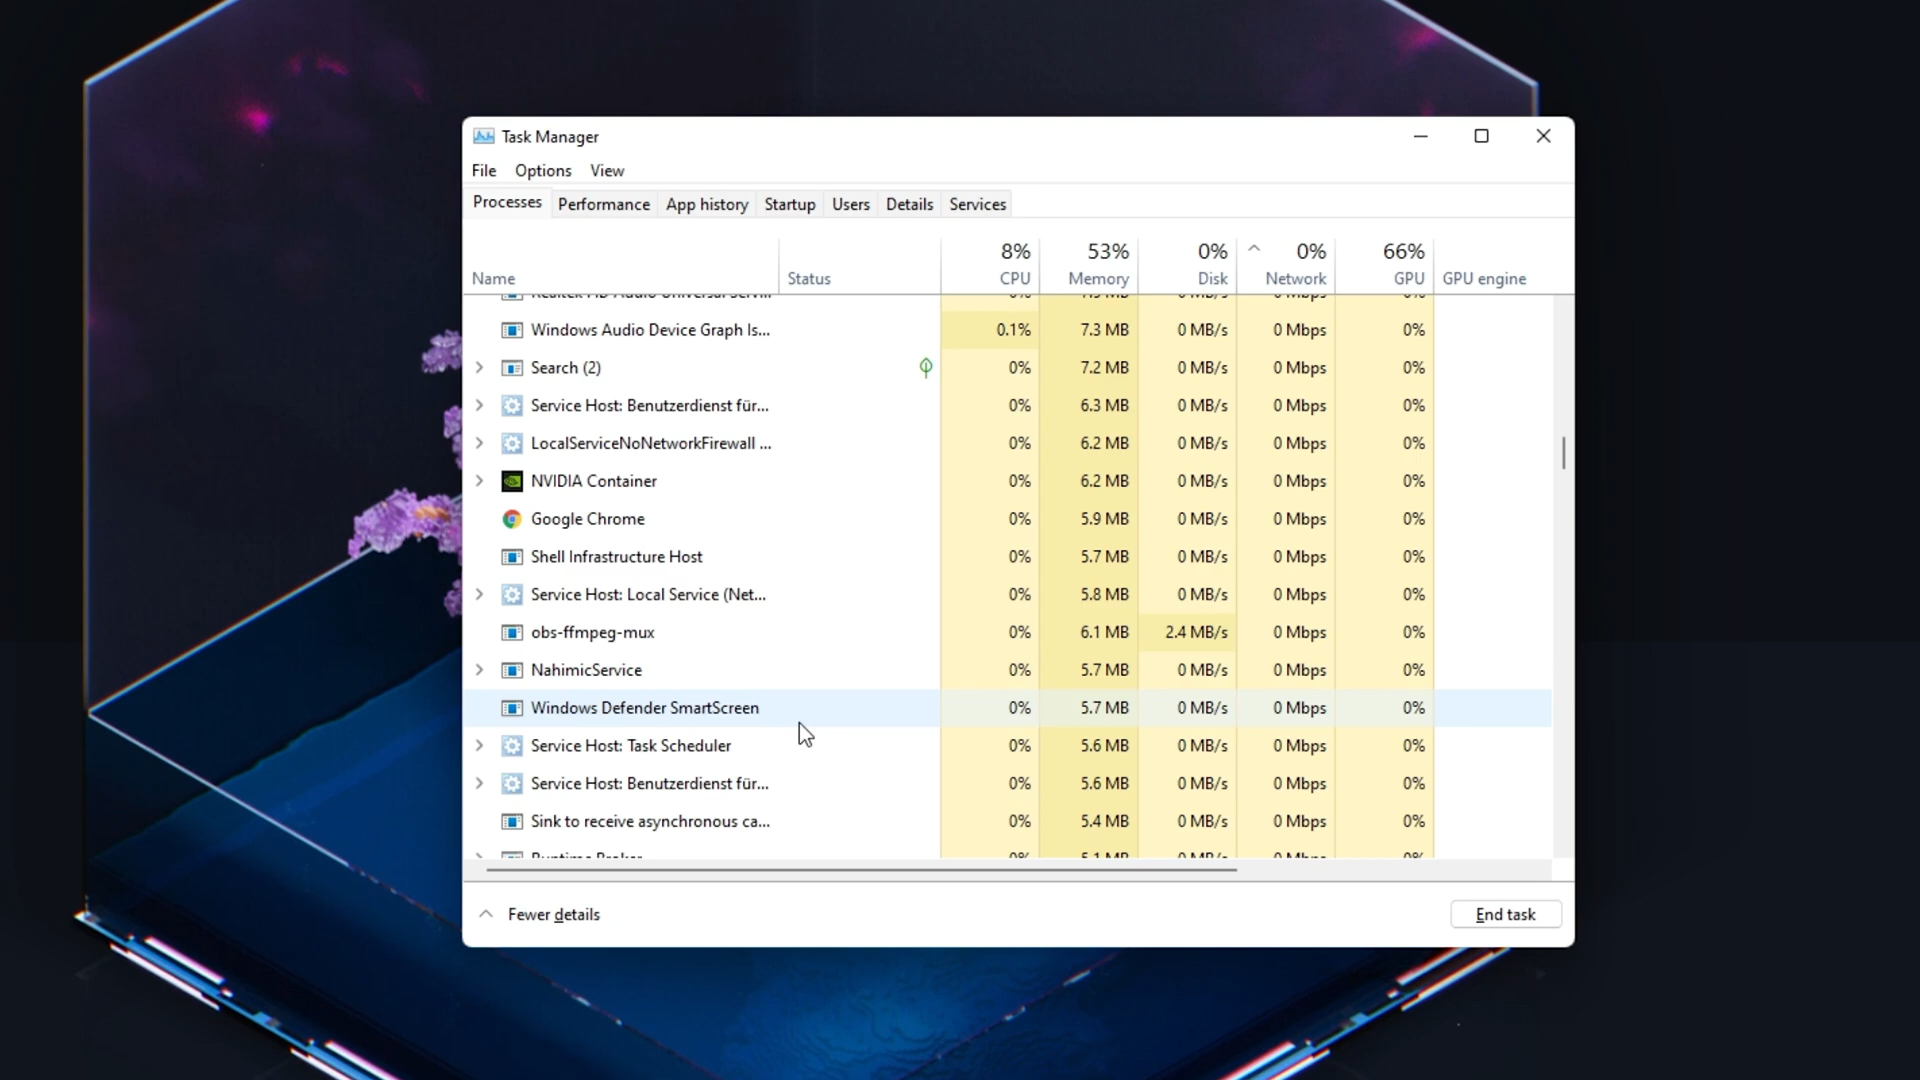 Task Manager
File Options View
Processes Performance App history Startup Users Details Services
8% 53% 0% 0% 66%
Name Status CPU Memory Disk Network GPU GPU engine
Windows Audio Device Graph Is... 0.1% 7.3 MB 0 MB/s 0 Mbps 0%
Search (2) 0% 7.2 MB 0 MB/s 0 Mbps 0%
Service Host: Benutzerdienst für... 0% 6.3 MB 0 MB/s 0 Mbps 0%
LocalServiceNoNetworkFirewall ... 0% 6.2 MB 0 MB/s 0 Mbps 0%
NVIDIA Container 0% 6.2 MB 0 MB/s 0 Mbps 0%
Google Chrome 0% 5.9 MB 0 MB/s 0 Mbps 0%
Shell Infrastructure Host 0% 5.7 MB 0 MB/s 0 Mbps 0%
Service Host: Local Service (Net... 0% 5.8 MB 0 MB/s 0 Mbps 0%
obs-ffmpeg-mux 0% 6.1 MB 2.4 MB/s 0 Mbps 0%
NahimicService 0% 5.7 MB 0 MB/s 0 Mbps 0%
Windows Defender SmartScreen 0% 5.7 MB 0 MB/s 0 Mbps 0%
Service Host: Task Scheduler 0% 5.6 MB 0 MB/s 0 Mbps 0%
Service Host: Benutzerdienst für... 0% 5.6 MB 0 MB/s 0 Mbps 0%
Sink to receive asynchronous ca... 0% 5.4 MB 0 MB/s 0 Mbps 0%
Fewer details End task